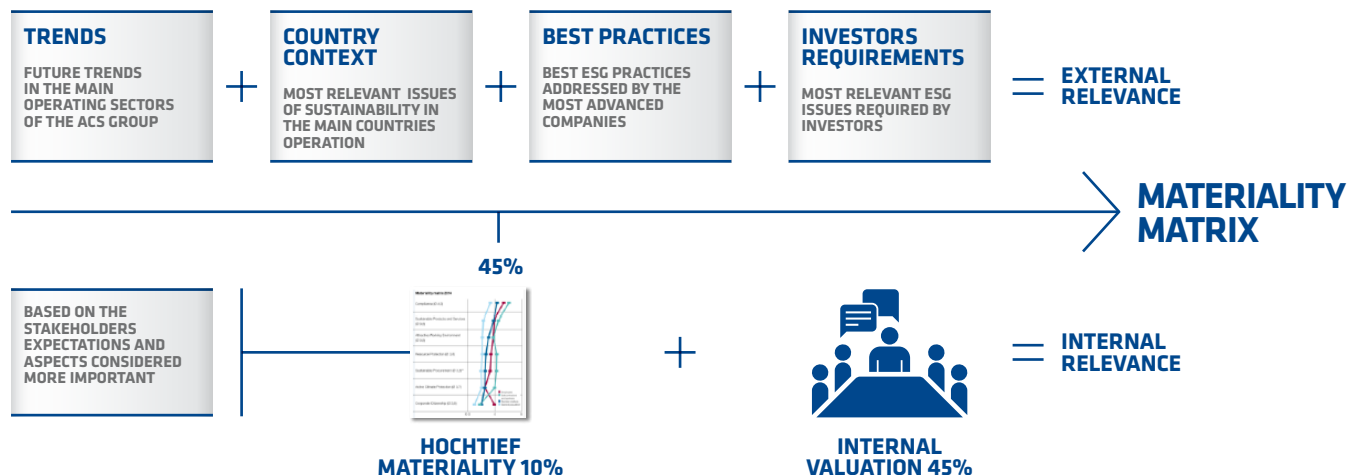 TRENDS
FUTURE TRENDS
IN THE MAIN
OPERATING SECTORS
OF THE ACS GROUP
COUNTRY
CONTEXT
MOST RELEVANT ISSUES
OF SUSTAINABILITY IN
THE MAIN COUNTRIES
OPERATION
BEST PRACTICES
BEST ESG PRACTICES
ADDRESSED BY THE
MOST ADVANCED
COMPANIES
INVESTORS
REQUIREMENTS
MOST RELEVANT ESG
ISSUES REQUIRED BY
INVESTORS
EXTERNAL
RELEVANCE
MATERIALITY
MATRIX
45%
BASED ON THE
STAKEHOLDERS
EXPECTATIONS AND
ASPECTS CONSIDERED
MORE IMPORTANT
HOCHTIEF
MATERIALITY 10%
INTERNAL
VALUATION 45%
INTERNAL
RELEVANCE